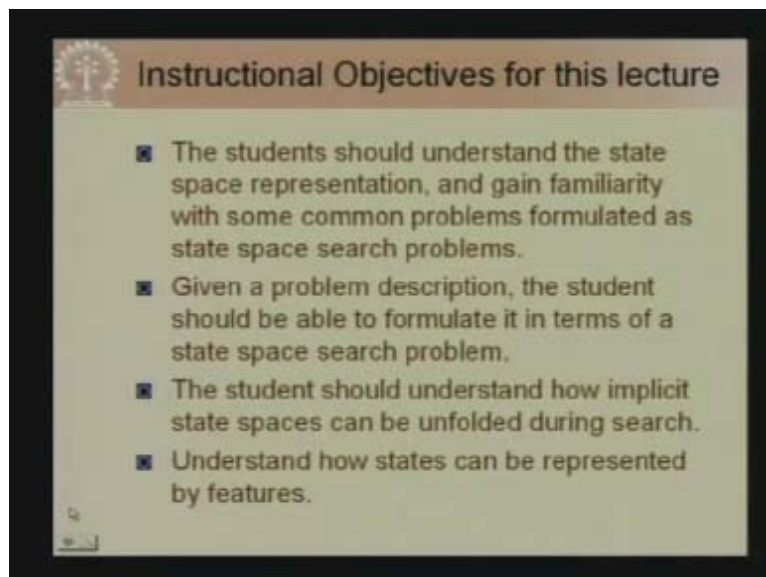 Instructional Objectives for this lecture
The students should understand the state
space representation, and gain familiarity
with some common problems formulated as
state space search problems.
Given a problem description, the student
should be able to formulate it in terms of a
state space search problem.
The student should understand how implicit
state spaces can be unfolded during search.
Understand how states can be represented
by features.